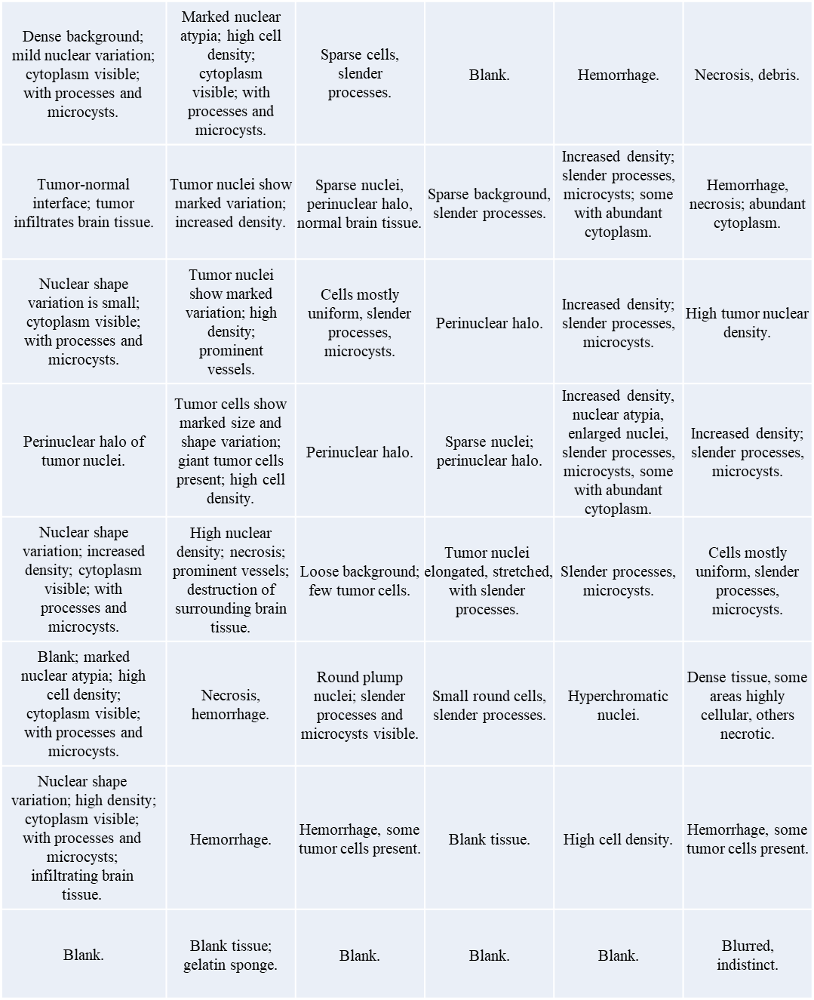 Dense background;
mild nuclear variation;
cytoplasm visible;
with processes and
microcysts.
Marked nuclear
atypia; high cell
density;
cytoplasm
visible; with
processes and
microcysts.
Sparse cells,
slender
processes.
Blank.
Hemorrhage.
Necrosis, debris.
Tumor-normal
interface; tumor
infiltrates brain tissue.
Tumor nuclei show
marked variation;
increased density.
Sparse nuclei,
perinuclear halo,
normal brain tissue.
Sparse background,
slender processes.
Increased density;
slender processes,
microcysts; some
with abundant
cytoplasm.
Hemorrhage,
necrosis; abundant
cytoplasm.
Nuclear shape
variation is small;
cytoplasm visible;
with processes and
microcysts.
Tumor nuclei
show marked
variation; high
density;
prominent
vessels.
Cells mostly
uniform, slender
processes,
microcysts.
Perinuclear halo.
Increased density;
slender processes,
microcysts.
High tumor nuclear
density.
Perinuclear halo of
tumor nuclei.
Tumor cells show
marked size and
shape variation;
giant tumor cells
present; high cell
density.
Perinuclear halo.
Sparse nuclei;
perinuclear halo.
Increased density,
nuclear atypia,
enlarged nuclei,
slender processes,
microcysts, some
with abundant
cytoplasm.
Increased density;
slender processes,
microcysts.
Nuclear shape
variation; increased
density; cytoplasm
visible; with
processes and
microcysts.
High nuclear
density; necrosis;
prominent vessels;
destruction of
surrounding brain
tissue.
Loose background;
few tumor cells.
Tumor nuclei
elongated, stretched,
with slender
processes.
Slender processes,
microcysts.
Cells mostly
uniform, slender
processes,
microcysts.
Blank; marked
nuclear atypia; high
cell density;
cytoplasm visible;
with processes and
microcysts.
Necrosis,
hemorrhage.
Round plump
nuclei; slender
processes and
microcysts visible.
Small round cells,
slender processes.
Hyperchromatic
nuclei.
Dense tissue, some
areas highly
cellular, others
necrotic.
Nuclear shape
variation; high density;
cytoplasm visible;
with processes and
microcysts;
infiltrating brain
tissue.
Hemorrhage.
Hemorrhage, some
tumor cells present.
Blank tissue.
High cell density.
Hemorrhage, some
tumor cells present.
Blank.
Blank tissue;
gelatin sponge.
Blank.
Blank.
Blank.
Blurred,
indistinct.